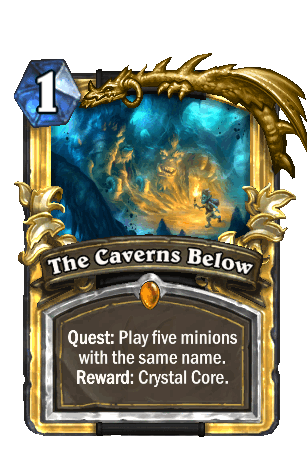 1
The Caverns Below
Quest: Play five minions
with the same name.
Reward: Crystal Core.